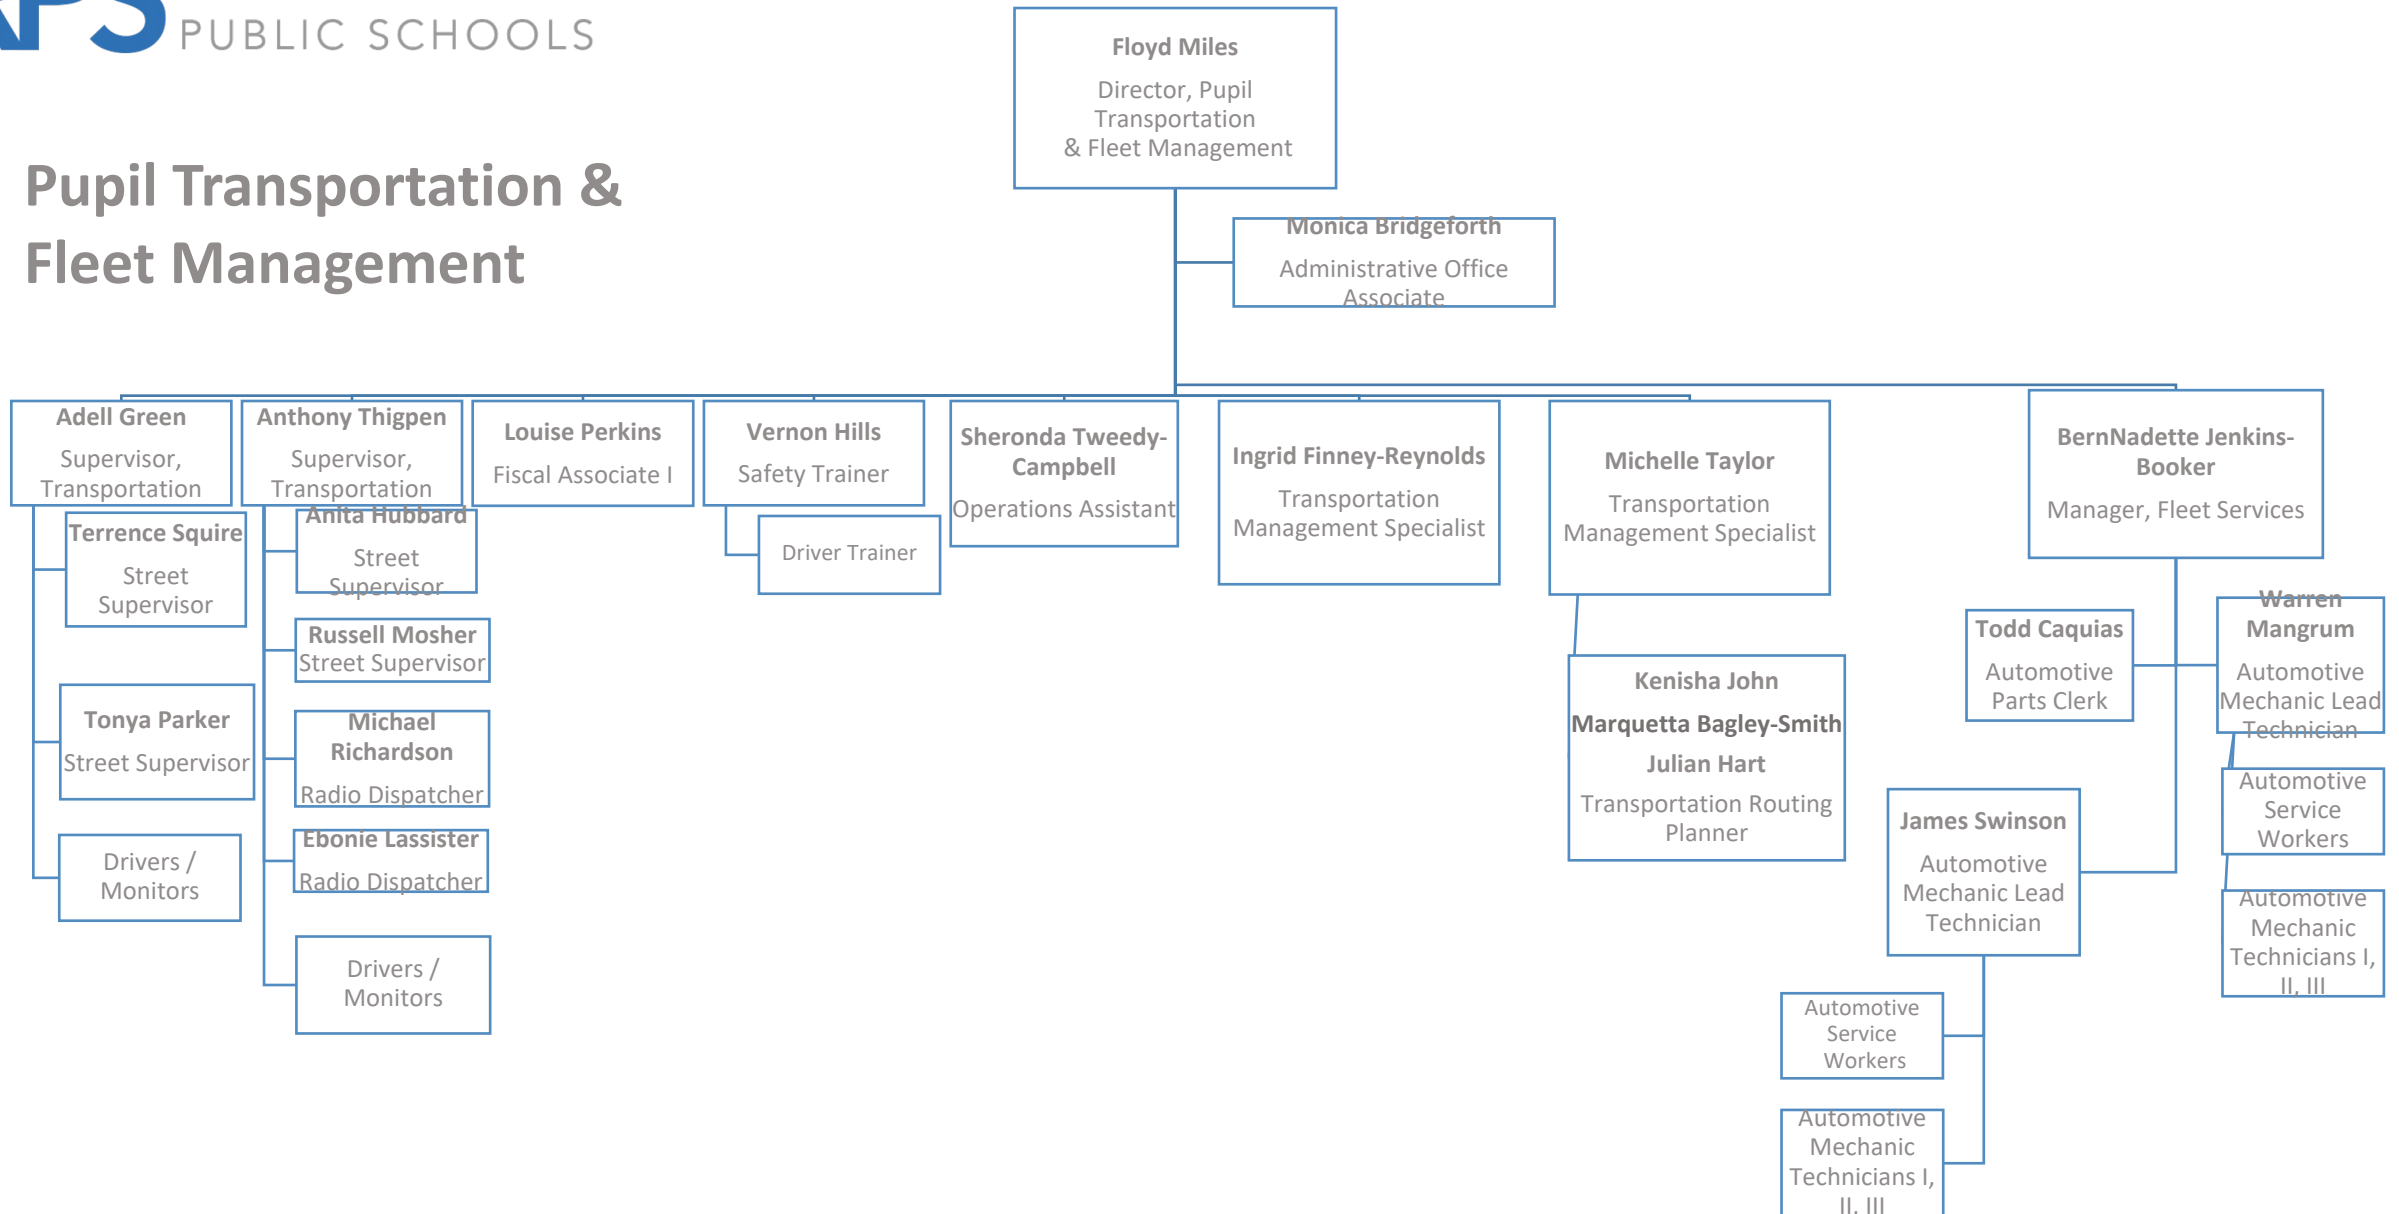 PUBLIC SCHOOLS
Pupil Transportation &
Fleet Management
Floyd Miles
Director, Pupil
Transportation
& Fleet Management
Monica Bridgeforth
Administrative Office
Associate
Adell Green
Supervisor,
Transportation
Terrence Squire
Street
Supervisor
Tonya Parker
Street Supervisor
Drivers /
Monitors
Anthony Thigpen
Supervisor,
Transportation
Anita Hubbard
Street
Supervisor
Russell Mosher
Street Supervisor
Michael
Richardson
Radio Dispatcher
Ebonie Lassister
Radio Dispatcher
Drivers /
Monitors
Louise Perkins
Fiscal Associate I
Vernon Hills
Safety Trainer
Driver Trainer
Sheronda Tweedy-
Campbell
Operations Assistant
Ingrid Finney-Reynolds
Transportation
Management Specialist
Michelle Taylor
Transportation
Management Specialist
Kenisha John
Marquetta Bagley-Smith
Julian Hart
Transportation Routing
Planner
BernNadette Jenkins-
Booker
Manager, Fleet Services
Todd Caquias
Automotive
Parts Clerk
Warren
Mangrum
Automotive
Mechanic Lead
Technician
Automotive
Service
Workers
Automotive
Mechanic
Technicians I,
II, III
James Swinson
Automotive
Mechanic Lead
Technician
Automotive
Service
Workers
Automotive
Mechanic
Technicians I,
II, III